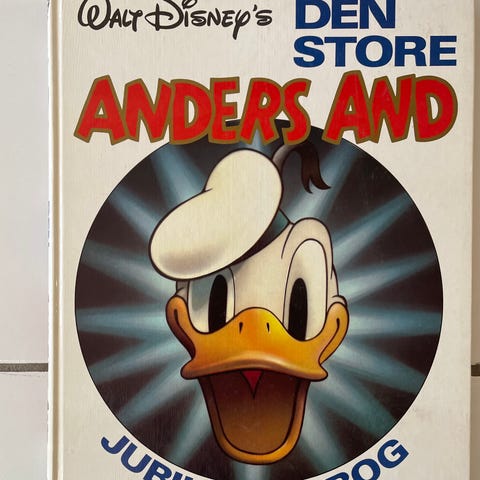 WALT DISNEY'S
DEN
STORE
ANDERS AND